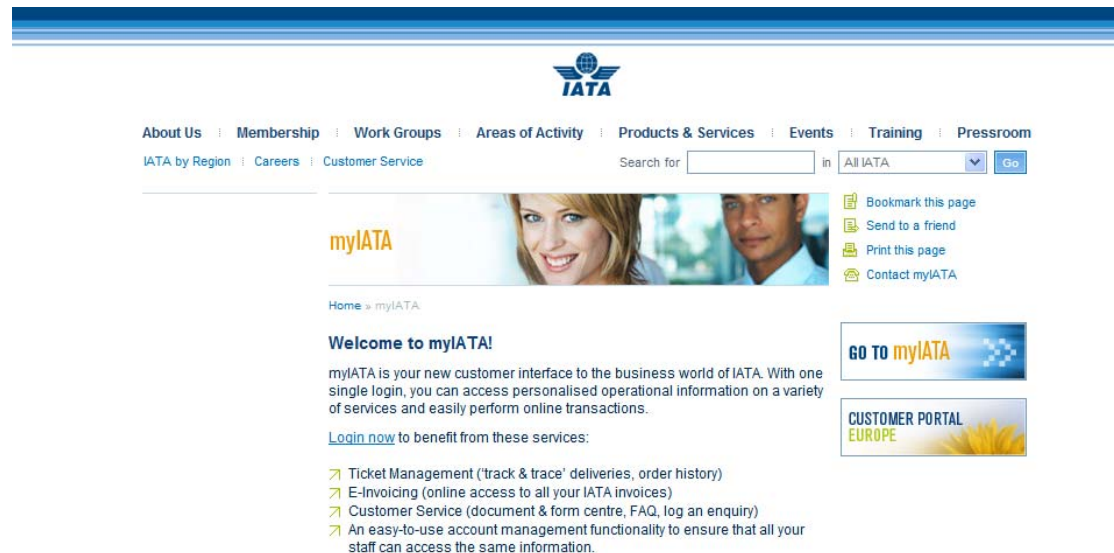 IATA
About Us Membership Work Groups Areas of Activity Products & Services Events Training Pressroom
IATA by Region Careers Customer Service Search for in All IATA Go
myIATA
Bookmark this page
Send to a friend
Print this page
Contact myIATA
Home » myIATA
Welcome to myIATA!
myIATA is your new customer interface to the business world of IATA. With one
single login, you can access personalised operational information on a variety
of services and easily perform online transactions.
Login now to benefit from these services:
Ticket Management ('track & trace' deliveries, order history)
E-Invoicing (online access to all your IATA invoices)
Customer Service (document & form centre, FAQ, log an enquiry)
An easy-to-use account management functionality to ensure that all your
staff can access the same information.
GO TO myIATA
CUSTOMER PORTAL
EUROPE